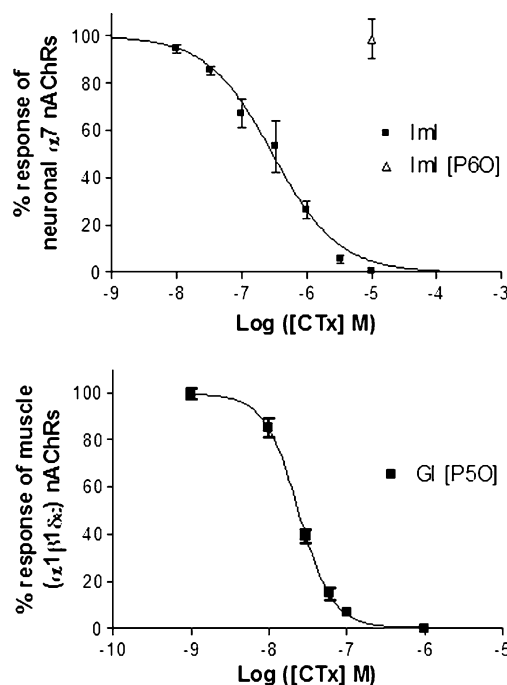 % response of
neuronal α7 nAChRs
100
80
60
40
20
0
-9 -8 -7 -6 -5 -4 -3
Log ([CTx] M)
ImI
ImI [P6O]
% response of muscle
(α1β1δε) nAChRs
100
80
60
40
20
0
-10 -9 -8 -7 -6 -5
Log ([CTx] M)
GI [P5O]